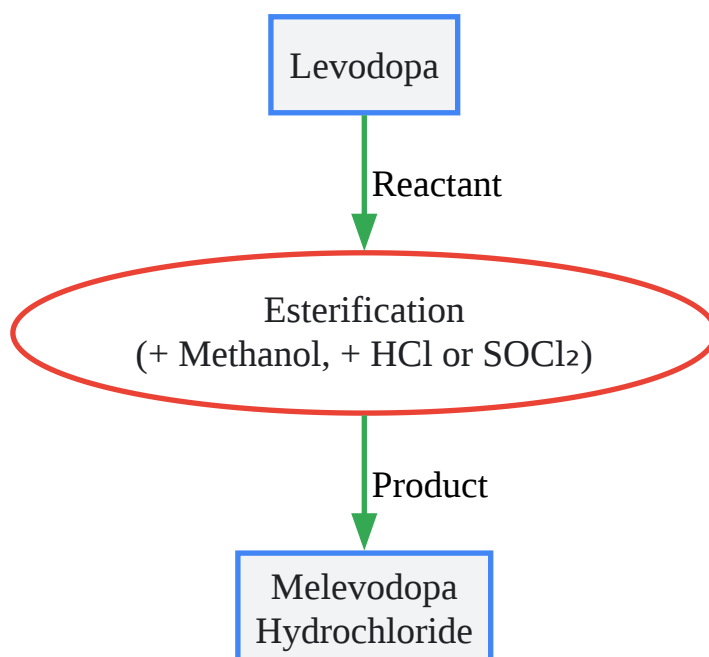 Levodopa
Reactant
Esterification
(+ Methanol, + HCl or SOCl₂)
Product
Melevodopa
Hydrochloride